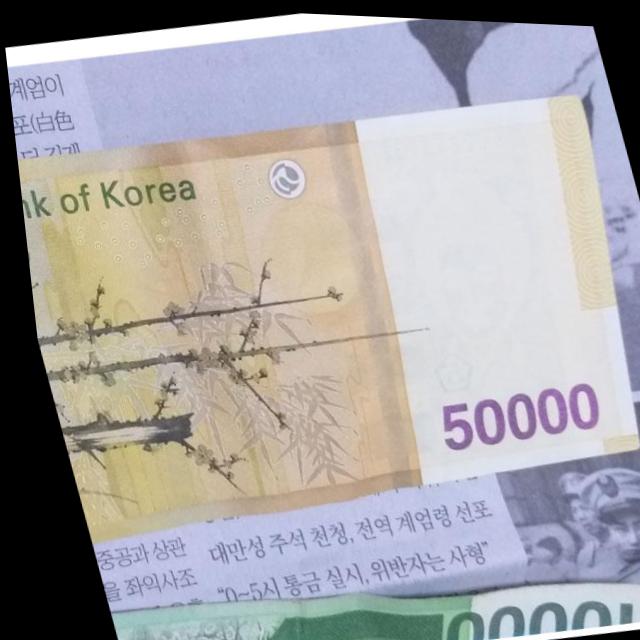 계엄이
포(白色
nk of Korea
50000
중공과 상관 대만성 주석 천청, 전역 계엄령 선포
을 좌익사조 "0~5시 통금 실시, 위반자는 사형"
0000